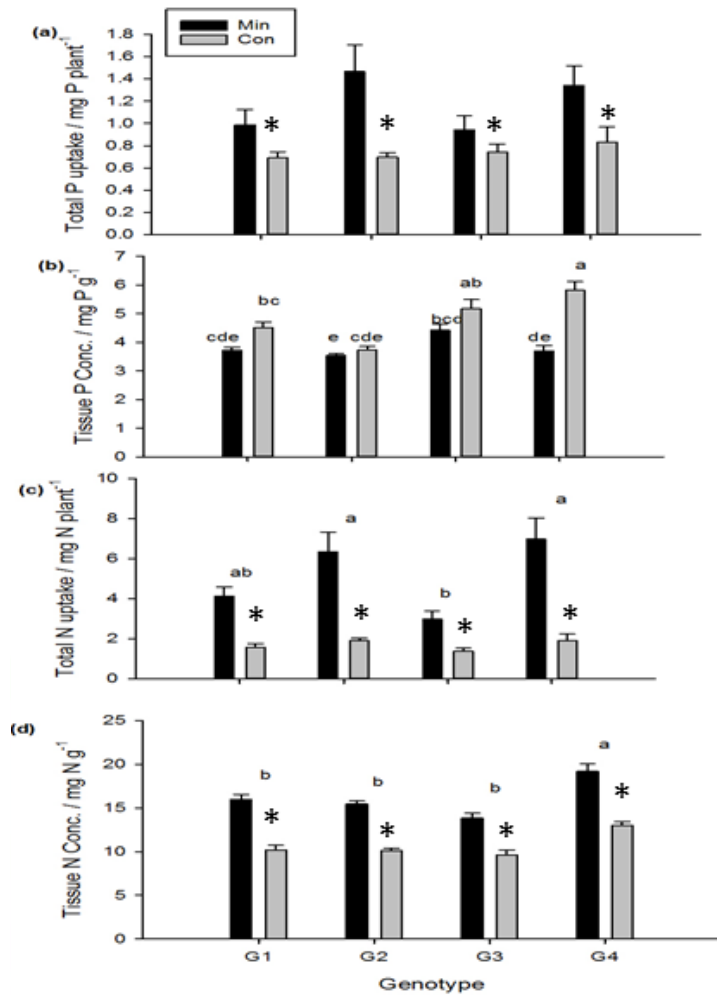 Min
Con
(a)
Total P uptake / mg P plant⁻¹
1.8
1.6
1.4
1.2
1.0
0.8
0.6
0.4
0.2
0.0
* * * *
(b)
Tissue P Conc. / mg P g⁻¹
7
6
5
4
3
2
1
0
cde bc e cde bcd ab de a
(c)
Total N uptake / mg N plant⁻¹
10
8
6
4
2
0
ab * a * b * a *
(d)
Tissue N Conc. / mg N g⁻¹
25
20
15
10
5
0
b * b * b * a *
G1 G2 G3 G4
Genotype